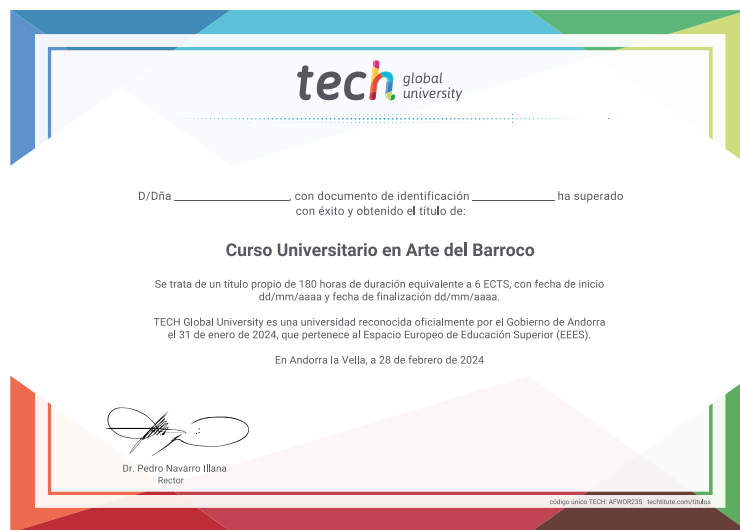 tech global university
D/Dña ____________________, con documento de identificación ______________ ha superado
con éxito y obtenido el título de:
Curso Universitario en Arte del Barroco
Se trata de un título propio de 180 horas de duración equivalente a 6 ECTS, con fecha de inicio
dd/mm/aaaa y fecha de finalización dd/mm/aaaa.
TECH Global University es una universidad reconocida oficialmente por el Gobierno de Andorra
el 31 de enero de 2024, que pertenece al Espacio Europeo de Educación Superior (EEES).
En Andorra la Vella, a 28 de febrero de 2024
Dr. Pedro Navarro Illana
Rector
código único TECH: AFWOR23S techtitute.com/titulos